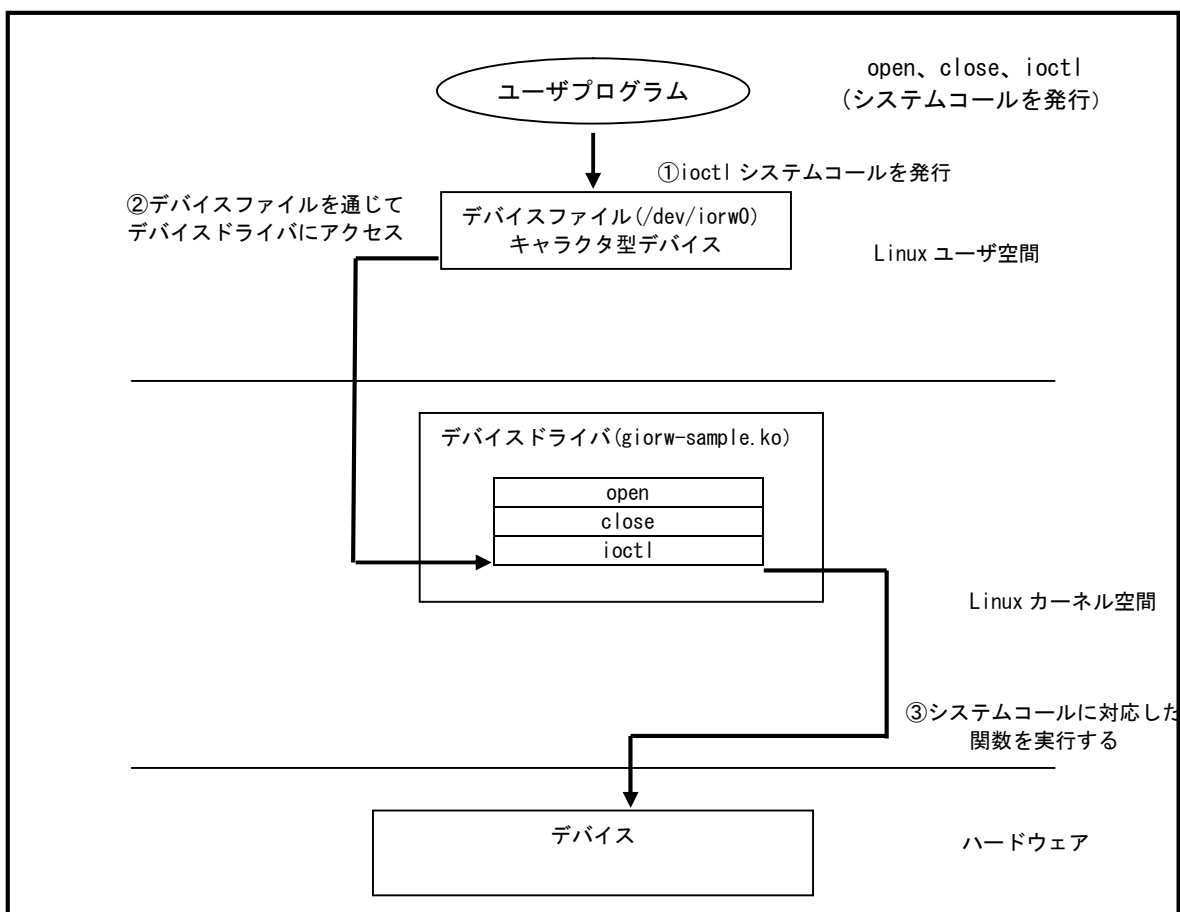 ユーザプログラム
open、close、ioctl
(システムコールを発行)
①ioctl システムコールを発行
②デバイスファイルを通じて
デバイスドライバにアクセス
デバイスファイル(/dev/iorw0)
キャラクタ型デバイス
Linux ユーザ空間
デバイスドライバ(giorw-sample.ko)
open
close
ioctl
Linux カーネル空間
③システムコールに対応した
関数を実行する
デバイス
ハードウェア